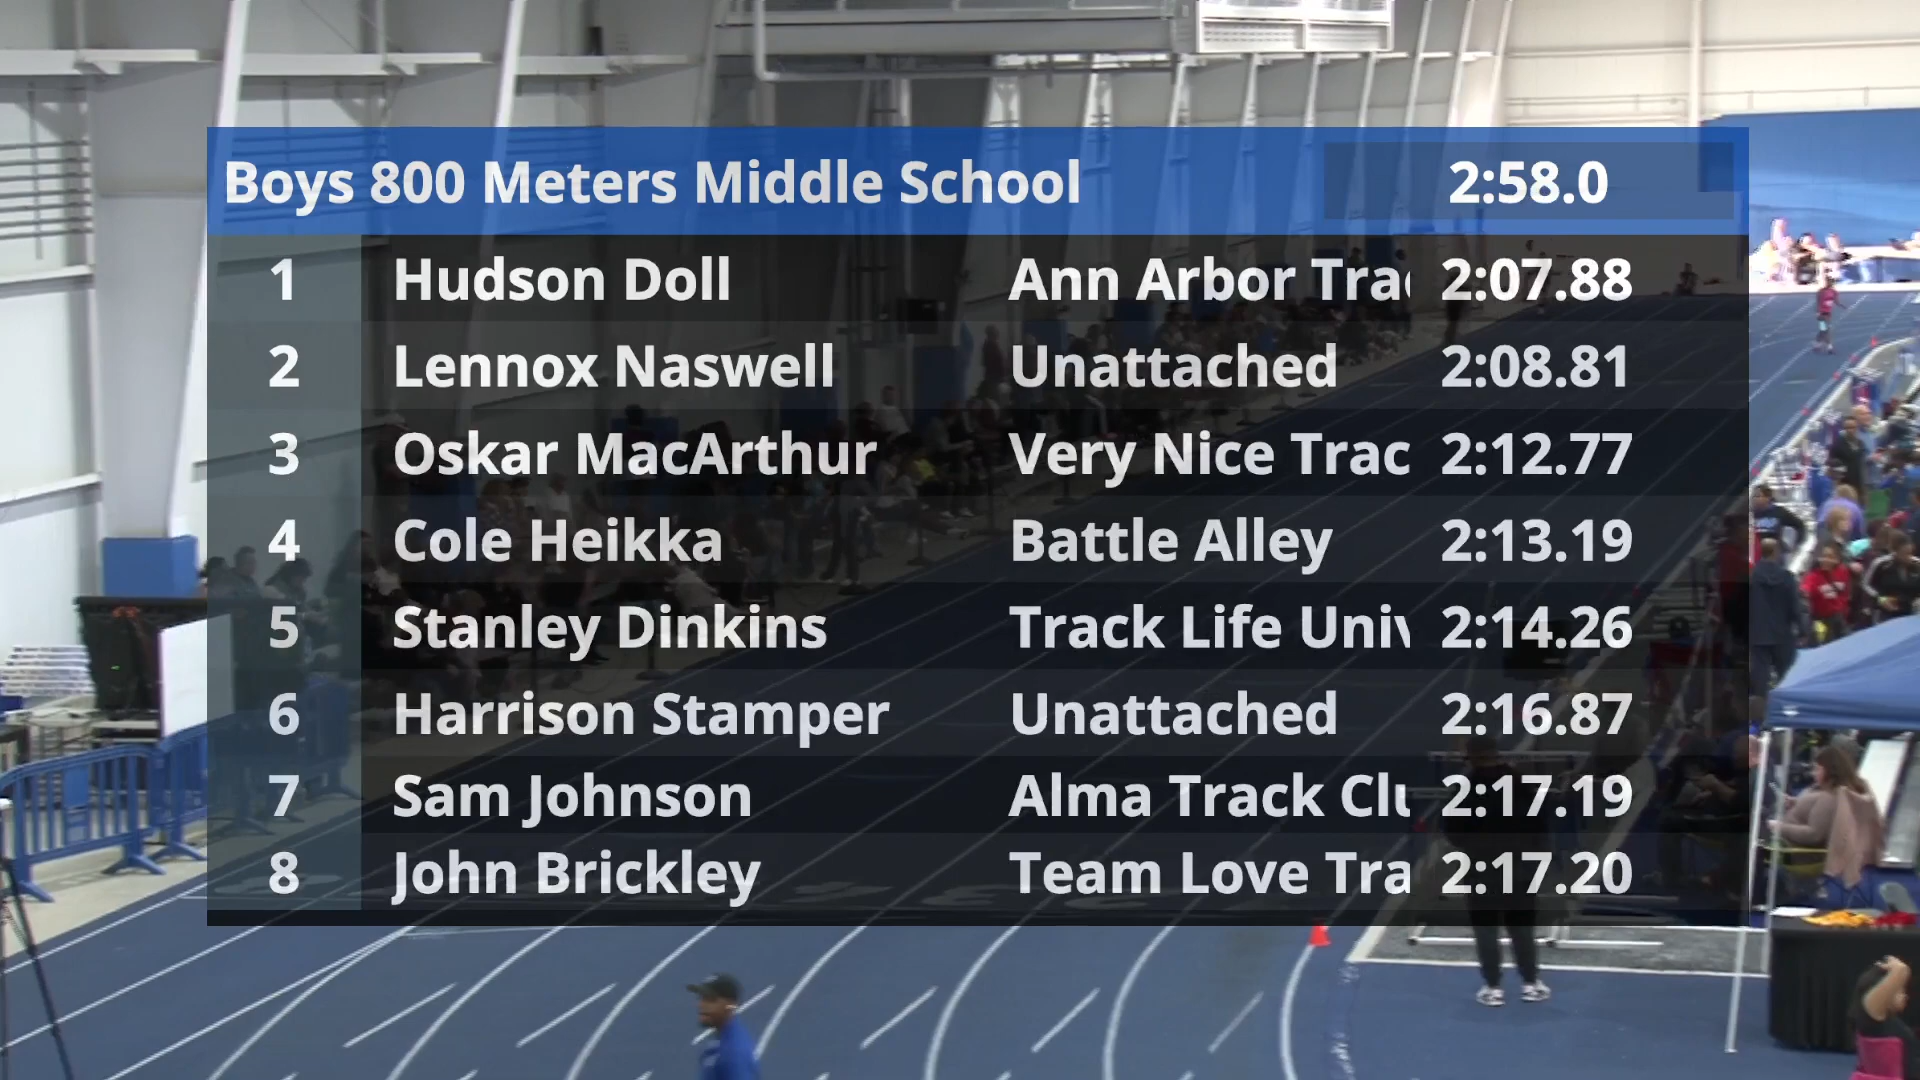 Boys 800 Meters Middle School 2:58.0
1 Hudson Doll Ann Arbor Trac 2:07.88
2 Lennox Naswell Unattached 2:08.81
3 Oskar MacArthur Very Nice Trac 2:12.77
4 Cole Heikka Battle Alley 2:13.19
5 Stanley Dinkins Track Life Univ 2:14.26
6 Harrison Stamper Unattached 2:16.87
7 Sam Johnson Alma Track Clu 2:17.19
8 John Brickley Team Love Tra 2:17.20